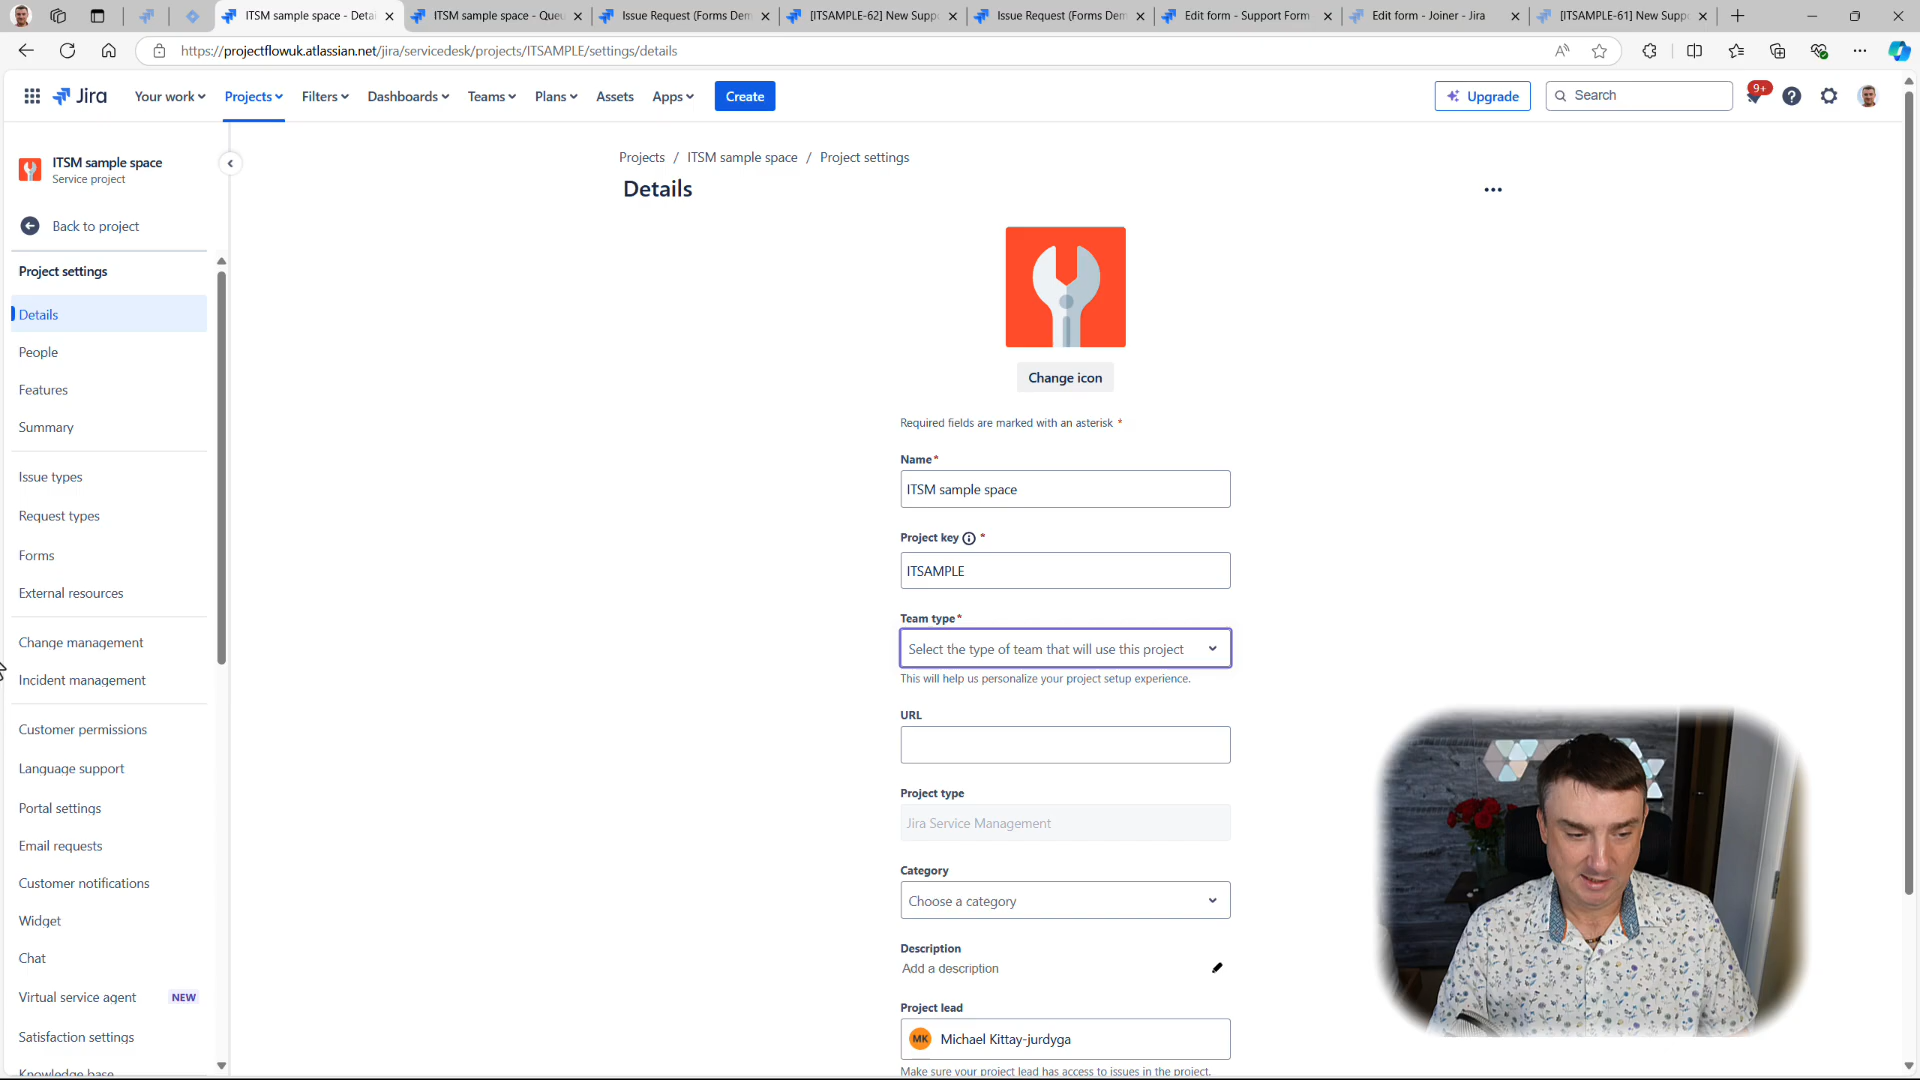 ITSM sample space - Detai
ITSM sample space - Queu
Issue Request (Forms Dem
[ITSAMPLE-62] New Supp
Issue Request (Forms Dem
Edit form - Support Form
Edit form - Joiner - Jira
[ITSAMPLE-61] New Supp
https://projectflowuk.atlassian.net/jira/servicedesk/projects/ITSAMPLE/settings/details
Jira
Your work
Projects
Filters
Dashboards
Teams
Plans
Assets
Apps
Create
Upgrade
Search
9+
ITSM sample space
Service project
Back to project
Project settings
Details
People
Features
Summary
Issue types
Request types
Forms
External resources
Change management
Incident management
Customer permissions
Language support
Portal settings
Email requests
Customer notifications
Widget
Chat
Virtual service agent NEW
Satisfaction settings
Knowledge base
Projects / ITSM sample space / Project settings
Details
Change icon
Required fields are marked with an asterisk *
Name*
ITSM sample space
Project key *
ITSAMPLE
Team type*
Select the type of team that will use this project
This will help us personalize your project setup experience.
URL
Project type
Jira Service Management
Category
Choose a category
Description
Add a description
Project lead
MK Michael Kittay-jurdyga
Make sure your project lead has access to issues in the project.